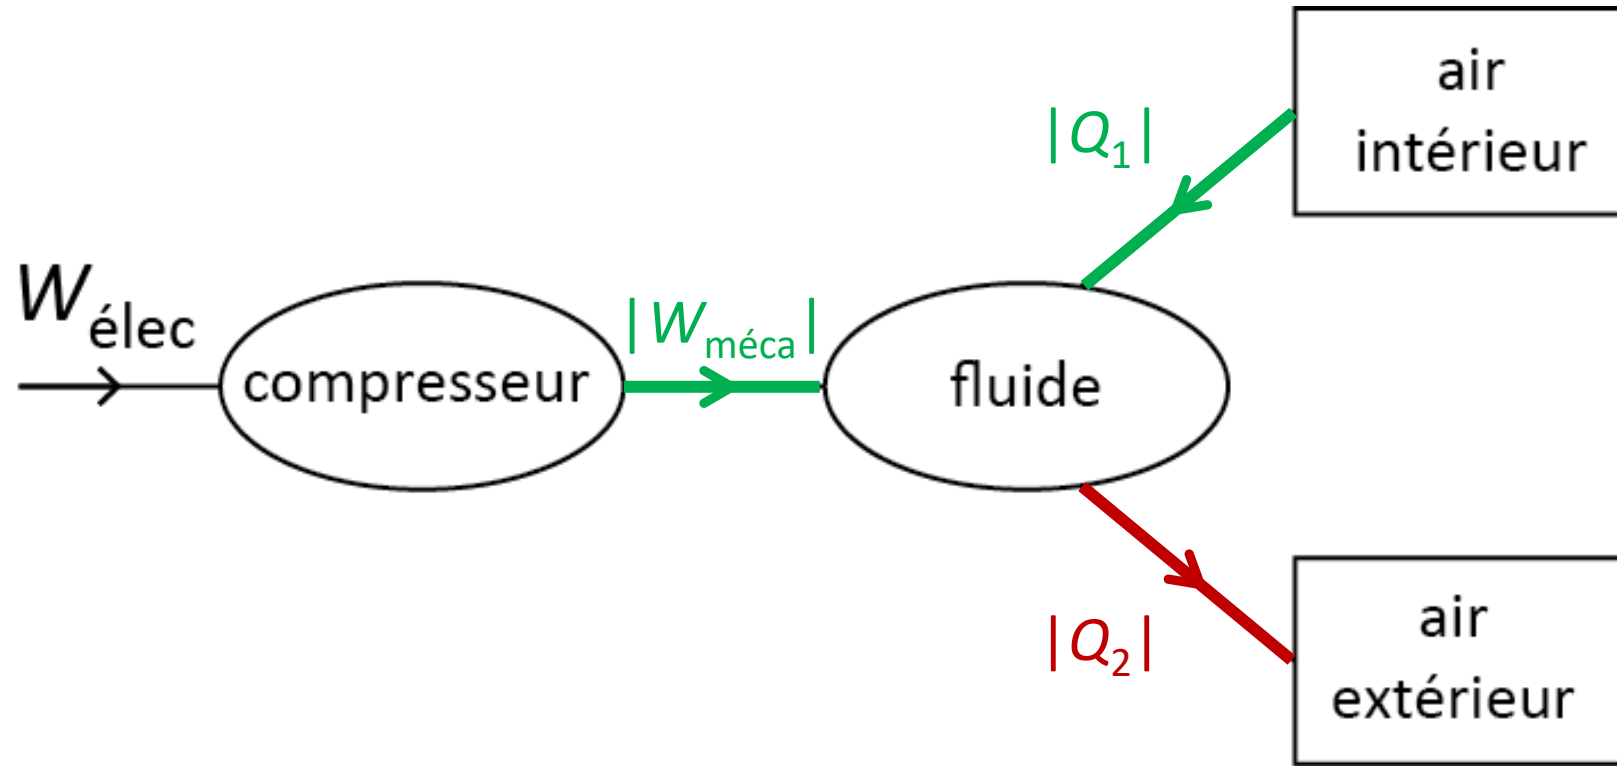 air
intérieur
|Q1|
Wélec
compresseur
|Wméca|
fluide
|Q2|
air
extérieur